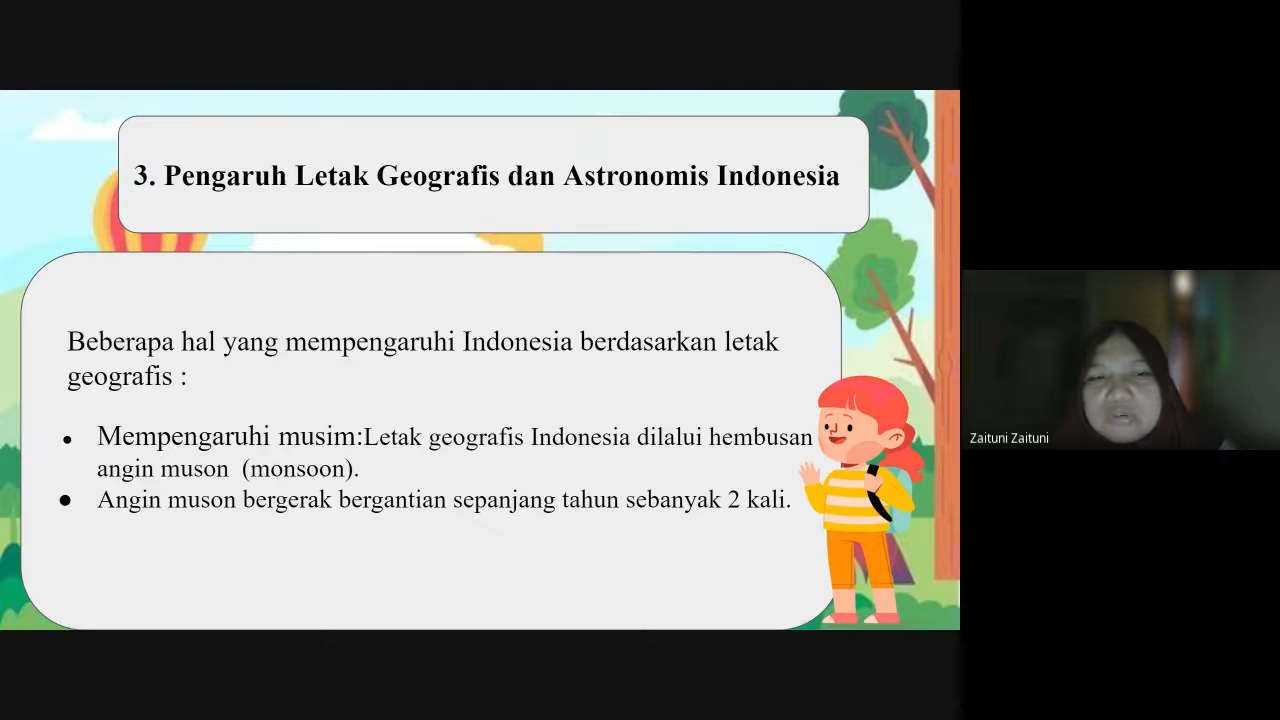 3. Pengaruh Letak Geografis dan Astronomis Indonesia
Beberapa hal yang mempengaruhi Indonesia berdasarkan letak
geografis :
● Mempengaruhi musim:Letak geografis Indonesia dilalui hembusan
angin muson (monsoon).
● Angin muson bergerak bergantian sepanjang tahun sebanyak 2 kali.
Zaituni Zaituni